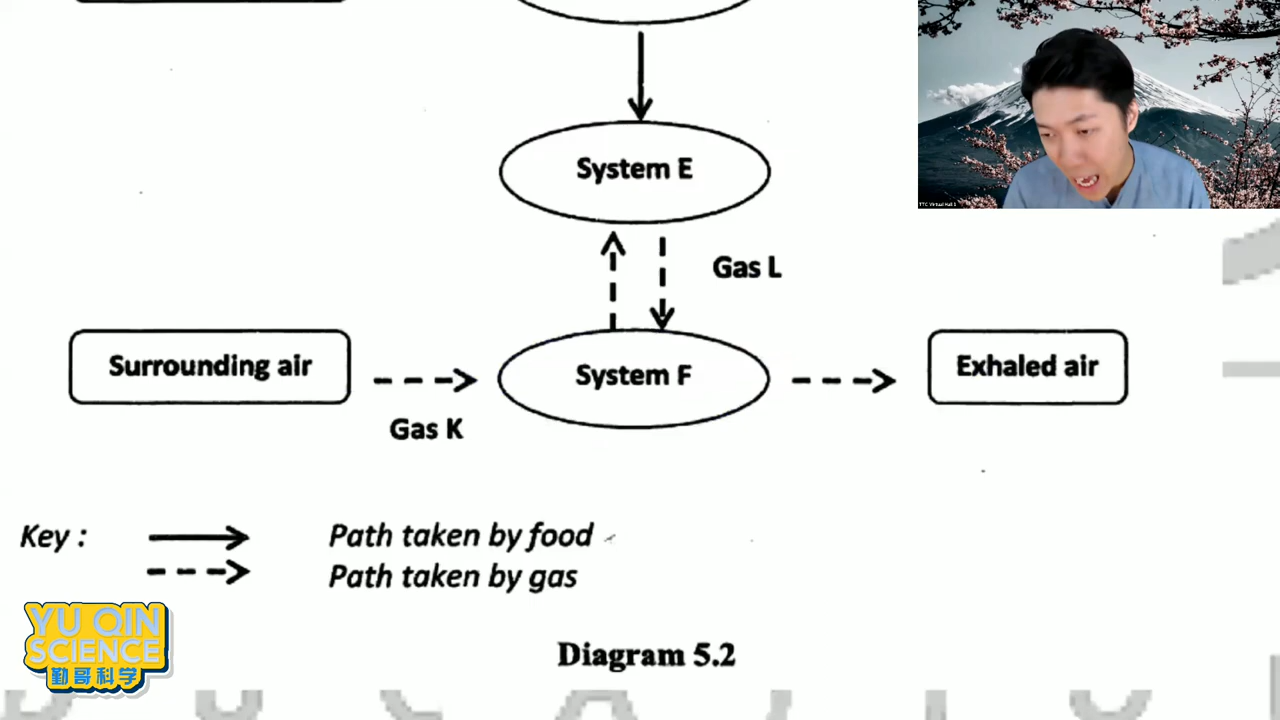 System E
Gas L
Surrounding air
System F
Exhaled air
Gas K
Key :
Path taken by food
Path taken by gas
Diagram 5.2
YU QIN
SCIENCE
勤哥科学